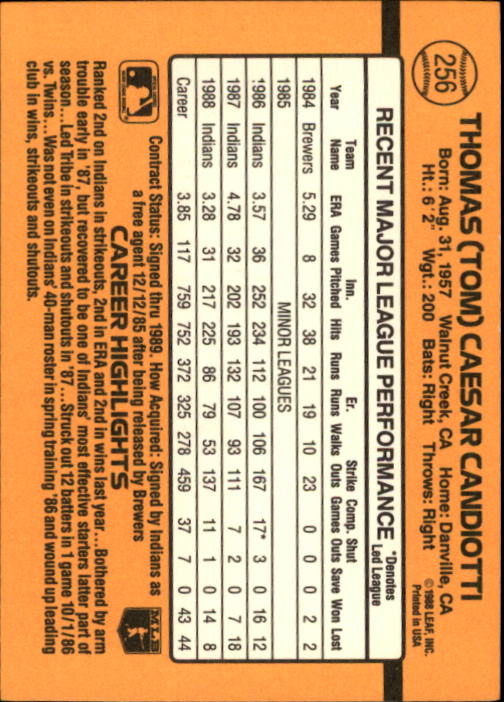 256
THOMAS (TOM) CAESAR CANDIOTTI
Born: Aug. 31, 1957 Walnut Creek, CA Home: Danville, CA
Ht.: 6' 2" Wgt.: 200 Bats: Right Throws: Right
© 1988 LEAF, INC.
Printed in USA
RECENT MAJOR LEAGUE PERFORMANCE
*Denotes
Led League
Team Inn. Er. Strike Comp. Shut
Year Name ERA Games Pitched Hits Runs Runs Walks Outs Games Outs Save Won Lost
1984 Brewers 5.29 8 32 38 21 19 10 23 0 0 0 2 2
1985 MINOR LEAGUES
1986 Indians 3.57 36 252 234 112 100 106 167 17* 3 0 16 12
1987 Indians 4.78 32 202 193 132 107 93 111 7 2 0 7 18
1988 Indians 3.28 31 217 225 86 79 53 137 11 1 0 14 8
Career 3.85 117 759 752 372 325 278 459 37 7 0 43 44
Contract Status: Signed thru 1989. How Acquired: Signed by Indians as
a free agent 12/12/85 after being released by Brewers
CAREER HIGHLIGHTS
MLB
Ranked 2nd on Indians in strikeouts, 2nd in ERA and 2nd in wins last year...Bothered by arm
trouble early in '87, but recovered to be one of Indians' most effective starters latter part of
season...Led Tribe in strikeouts and shutouts in '87...Struck out 12 batters in 1 game 10/1/86
vs. Twins...Was not even on Indians' 40-man roster in spring training '86 and wound up leading
club in wins, strikeouts and shutouts.